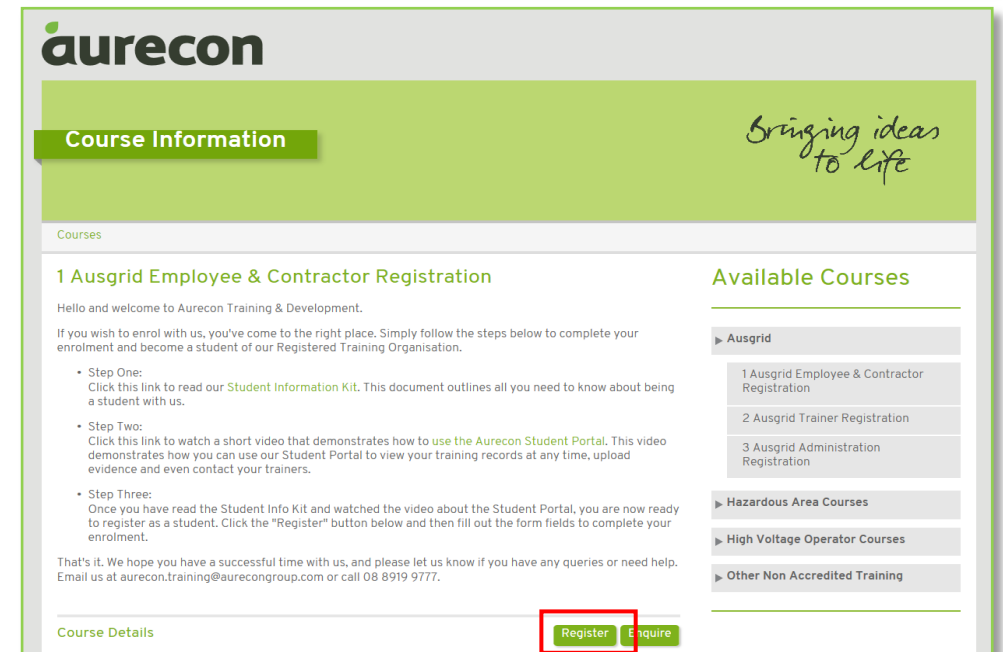 aurecon
Course Information
Bringing ideas
to life
Courses
1 Ausgrid Employee & Contractor Registration
Hello and welcome to Aurecon Training & Development.
If you wish to enrol with us, you've come to the right place. Simply follow the steps below to complete your
enrolment and become a student of our Registered Training Organisation.
• Step One:
Click this link to read our Student Information Kit. This document outlines all you need to know about being
a student with us.
• Step Two:
Click this link to watch a short video that demonstrates how to use the Aurecon Student Portal. This video
demonstrates how you can use our Student Portal to view your training records at any time, upload
evidence and even contact your trainers.
• Step Three:
Once you have read the Student Info Kit and watched the video about the Student Portal, you are now ready
to register as a student. Click the "Register" button below and then fill out the form fields to complete your
enrolment.
That's it. We hope you have a successful time with us, and please let us know if you have any queries or need help.
Email us at aurecon.training@aurecongroup.com or call 08 8919 9777.
Course Details
Register
Enquire
Available Courses
Ausgrid
1 Ausgrid Employee & Contractor
Registration
2 Ausgrid Trainer Registration
3 Ausgrid Administration
Registration
Hazardous Area Courses
High Voltage Operator Courses
Other Non Accredited Training